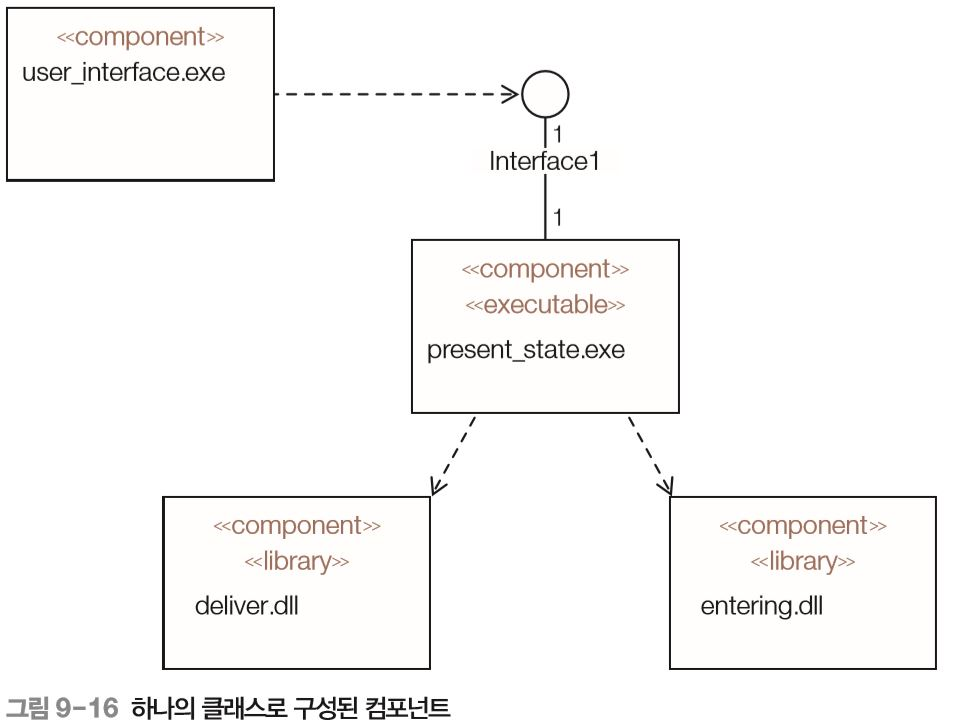 <<component>>
user_interface.exe
1
Interface1
1
<<component>>
<<executable>>
present_state.exe
<<component>>
<<library>>
deliver.dll
<<component>>
<<library>>
entering.dll
그림 9-16 하나의 클래스로 구성된 컴포넌트